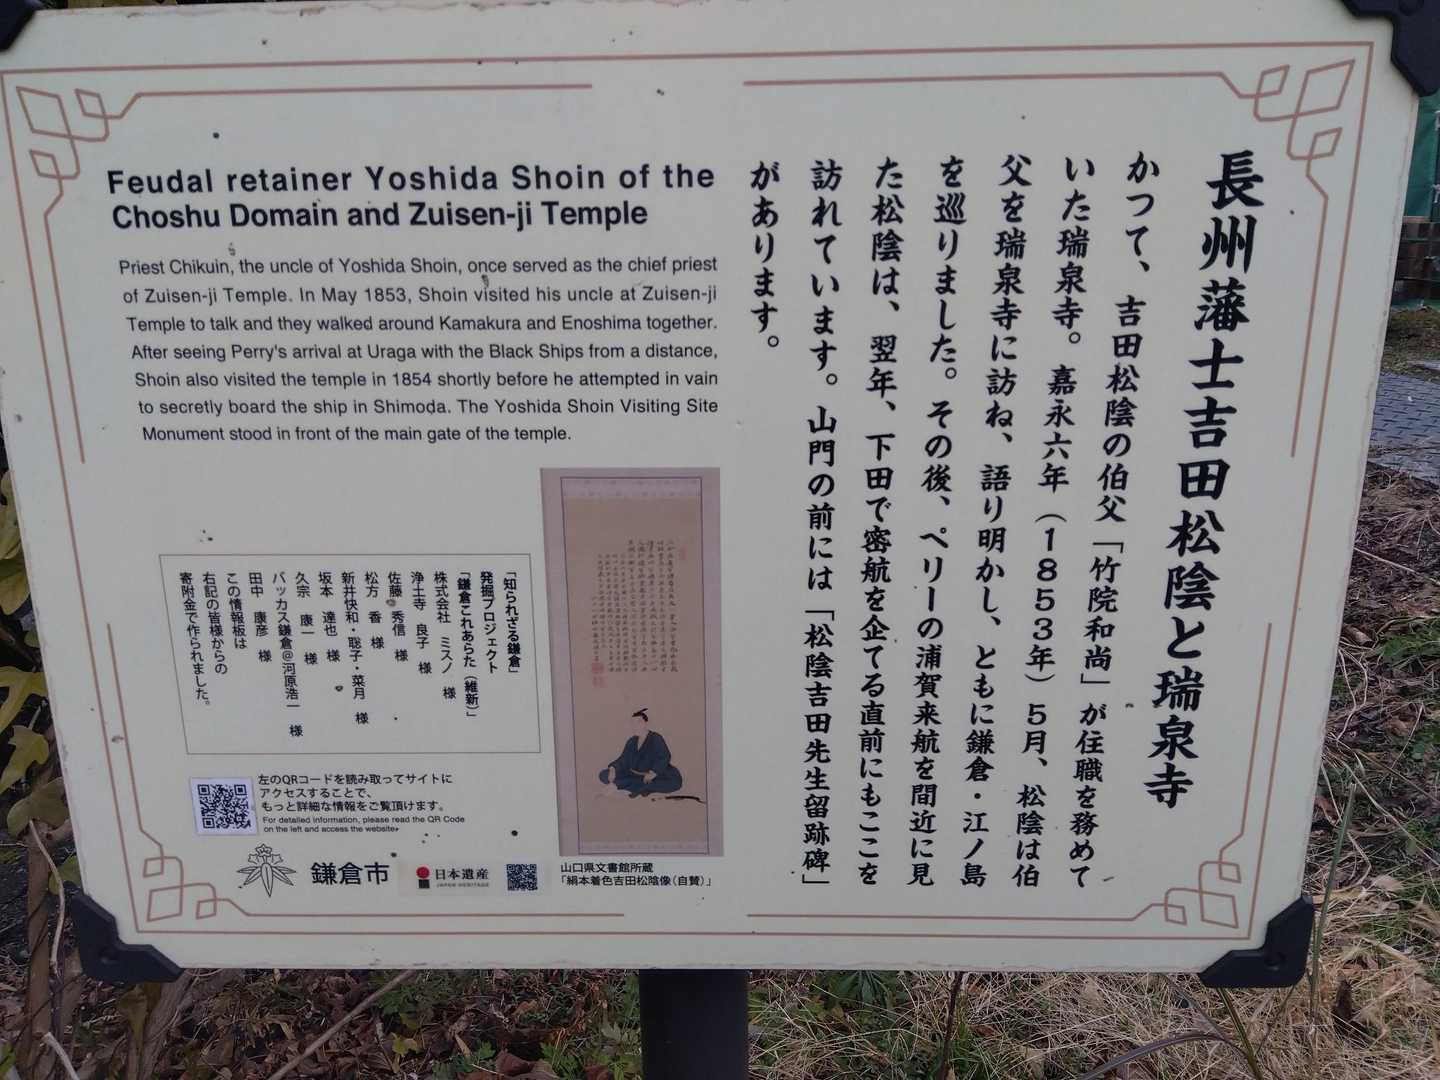 長州藩士吉田松陰と瑞泉寺
かつて、吉田松陰の伯父「竹院和尚」が住職を務めて
いた瑞泉寺。嘉永六年（１８５３年）５月、松陰は伯
父を瑞泉寺に訪ね、語り明かし、ともに鎌倉・江ノ島
を巡りました。その後、ペリーの浦賀来航を間近に見
た松陰は、翌年、下田で密航を企てる直前にもここを
訪れています。山門の前には「松陰吉田先生留跡碑」
があります。
Feudal retainer Yoshida Shoin of the
Choshu Domain and Zuisen-ji Temple
Priest Chikuin, the uncle of Yoshida Shoin, once served as the chief priest
of Zuisen-ji Temple. In May 1853, Shoin visited his uncle at Zuisen-ji
Temple to talk and they walked around Kamakura and Enoshima together.
After seeing Perry's arrival at Uraga with the Black Ships from a distance,
Shoin also visited the temple in 1854 shortly before he attempted in vain
to secretly board the ship in Shimoda. The Yoshida Shoin Visiting Site
Monument stood in front of the main gate of the temple.
「知られざる鎌倉」
発掘プロジェクト
「鎌倉これあらた（維新）」
株式会社 ミスノ 様
浄土寺 良子 様
佐藤 秀信 様
松方 香 様
新井快和・聡子・菜月 様
坂本 達也 様
久宗 康一 様
バッカス鎌倉@河原浩一 様
田中 康彦 様
この情報板は
右記の皆様からの
寄附金で作られました。
左のQRコードを読み取ってサイトに
アクセスすることで、
もっと詳細な情報をご覧頂けます。
For detailed information, please read the QR Code
on the left and access the website.
鎌倉市
日本遺産
JAPAN HERITAGE
山口県文書館所蔵
「絹本着色吉田松陰像（自賛）」